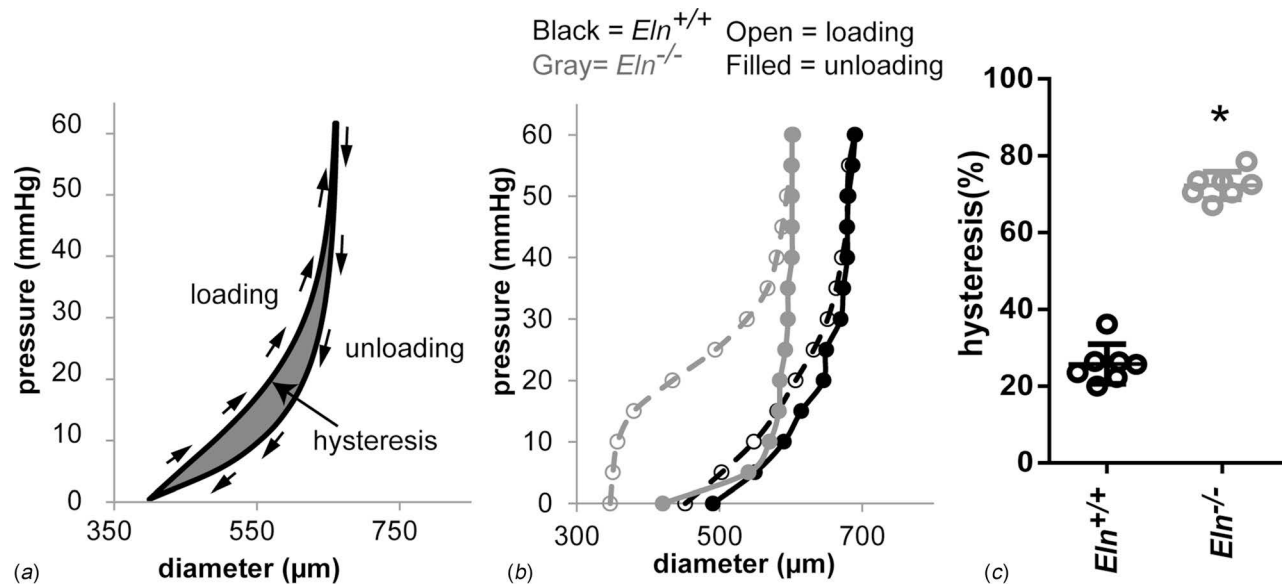 Black = Eln+/+ Open = loading
Gray= Eln-/- Filled = unloading
60
50
40
30
20
10
0
pressure (mmHg)
loading
unloading
hysteresis
350 550 750
(a) diameter (µm)
60
50
40
30
20
10
0
pressure (mmHg)
300 500 700
(b) diameter (µm)
100
80
60
40
20
0
hysteresis(%)
*
Eln+/+ Eln-/-
(c)